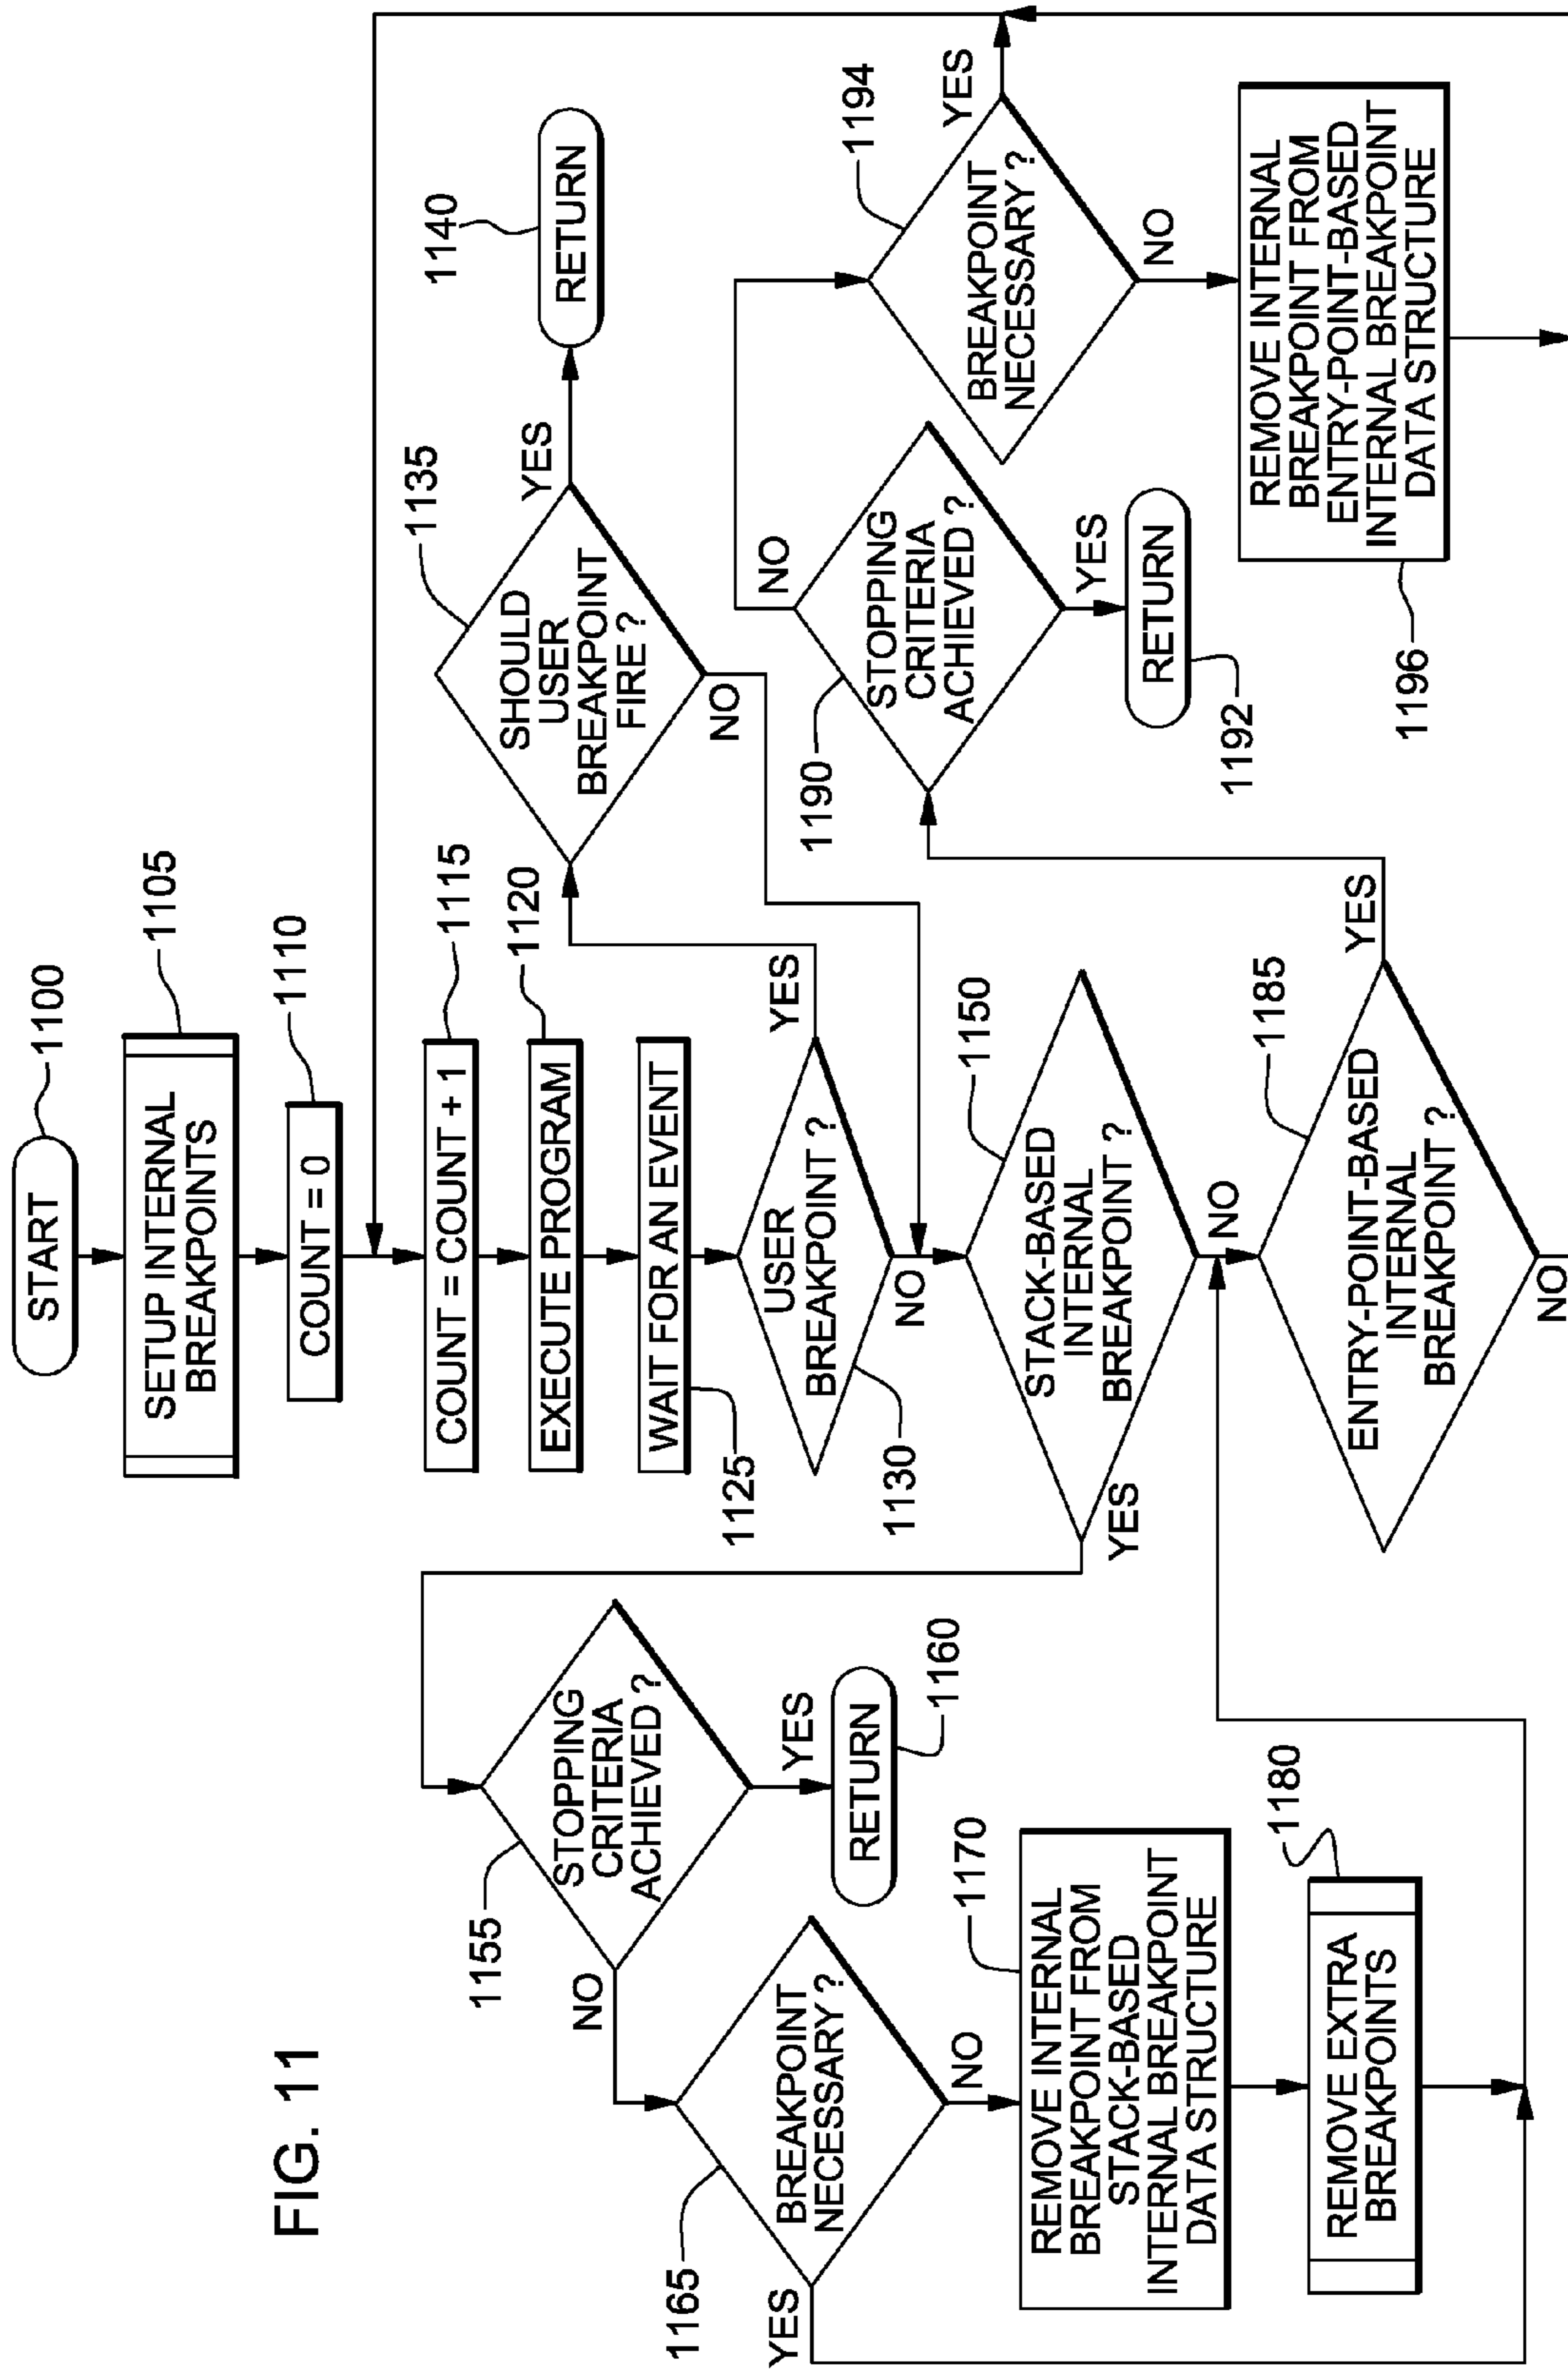 FIG. 11
START
1100
SETUP INTERNAL
BREAKPOINTS
1105
COUNT = 0
1110
COUNT = COUNT + 1
1115
EXECUTE PROGRAM
1120
WAIT FOR AN EVENT
1125
USER
BREAKPOINT ?
1130
YES
NO
SHOULD
USER
BREAKPOINT
FIRE ?
1135
YES
NO
RETURN
1140
STACK-BASED
INTERNAL
BREAKPOINT ?
1150
YES
NO
STOPPING
CRITERIA
ACHIEVED ?
1155
YES
NO
RETURN
1160
BREAKPOINT
NECESSARY ?
1165
YES
NO
REMOVE INTERNAL
BREAKPOINT FROM
STACK-BASED
INTERNAL BREAKPOINT
DATA STRUCTURE
1170
REMOVE EXTRA
BREAKPOINTS
1180
ENTRY-POINT-BASED
INTERNAL
BREAKPOINT ?
1185
YES
NO
STOPPING
CRITERIA
ACHIEVED ?
1190
NO
YES
RETURN
1192
BREAKPOINT
NECESSARY ?
1194
YES
NO
REMOVE INTERNAL
BREAKPOINT FROM
ENTRY-POINT-BASED
INTERNAL BREAKPOINT
DATA STRUCTURE
1196